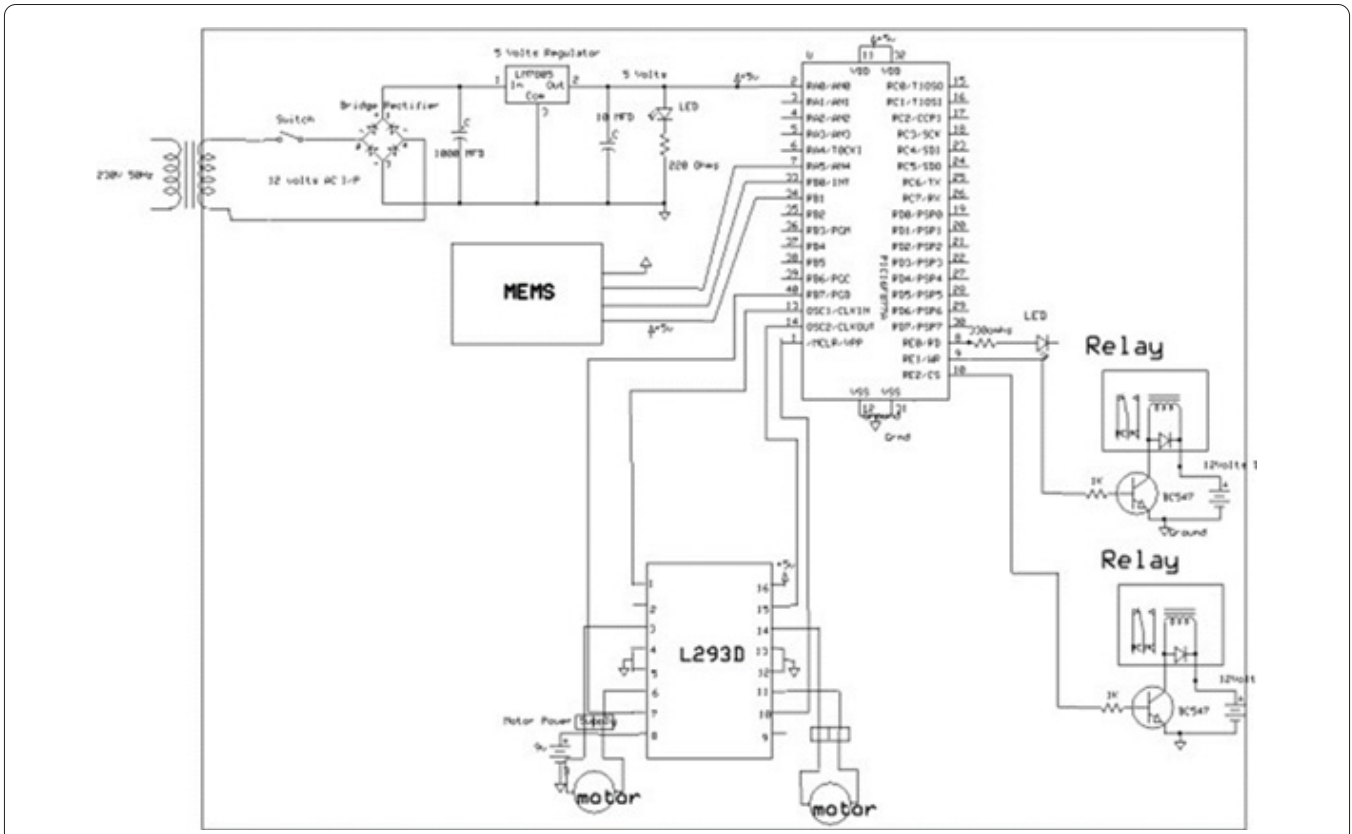 230V 50Hz
Switch
Bridge Rectifier
12 volts AC I/P
C
1000 MFD
5 Volts Regulator
1
LM7805
In Out
Com
2
3
5 Volts
10 MFD
C
LED
220 Ohms
+5v
MEMS
+5v
U
+5v
11 32
VDD VDD
2 RA0/AN0
3 RA1/AN1
4 RA2/AN2
5 RA3/AN3
6 RA4/T0CKI
7 RA5/AN4
33 RB0/INT
34 RB1
35 RB2
36 RB3/PGM
37 RB4
38 RB5
39 RB6/PGC
40 RB7/PGD
13 OSC1/CLKIN
14 OSC2/CLKOUT
1 /MCLR/VPP
RC0/T1OSO 15
RC1/T1OSI 16
RC2/CCP1 17
RC3/SCK 18
RC4/SDI 23
RC5/SDO 24
RC6/TX 25
RC7/RX 26
RD0/PSP0 19
RD1/PSP1 20
RD2/PSP2 21
RD3/PSP3 22
RD4/PSP4 27
RD5/PSP5 28
RD6/PSP6 29
RD7/PSP7 30
RE0/RD 8
RE1/WR 9
RE2/CS 10
VSS VSS
12 31
Grnd
330omhs
LED
Relay
1K
BC547
12volts
Ground
Relay
1K
BC547
12volt
L293D
1
2
3
4
5
6
7
8
16
15
14
13
12
11
10
9
+5v
Motor Power Supply
9v
motor
motor